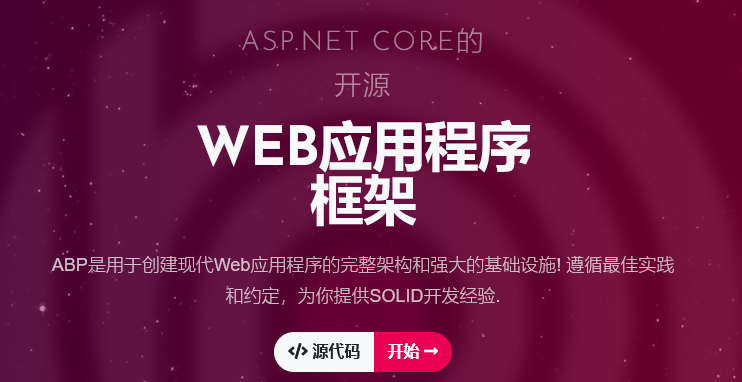 ASP.NET CORE的
开源
WEB应用程序
框架
ABP是用于创建现代Web应用程序的完整架构和强大的基础设施! 遵循最佳实践
和约定，为你提供SOLID开发经验.
</> 源代码 开始 →